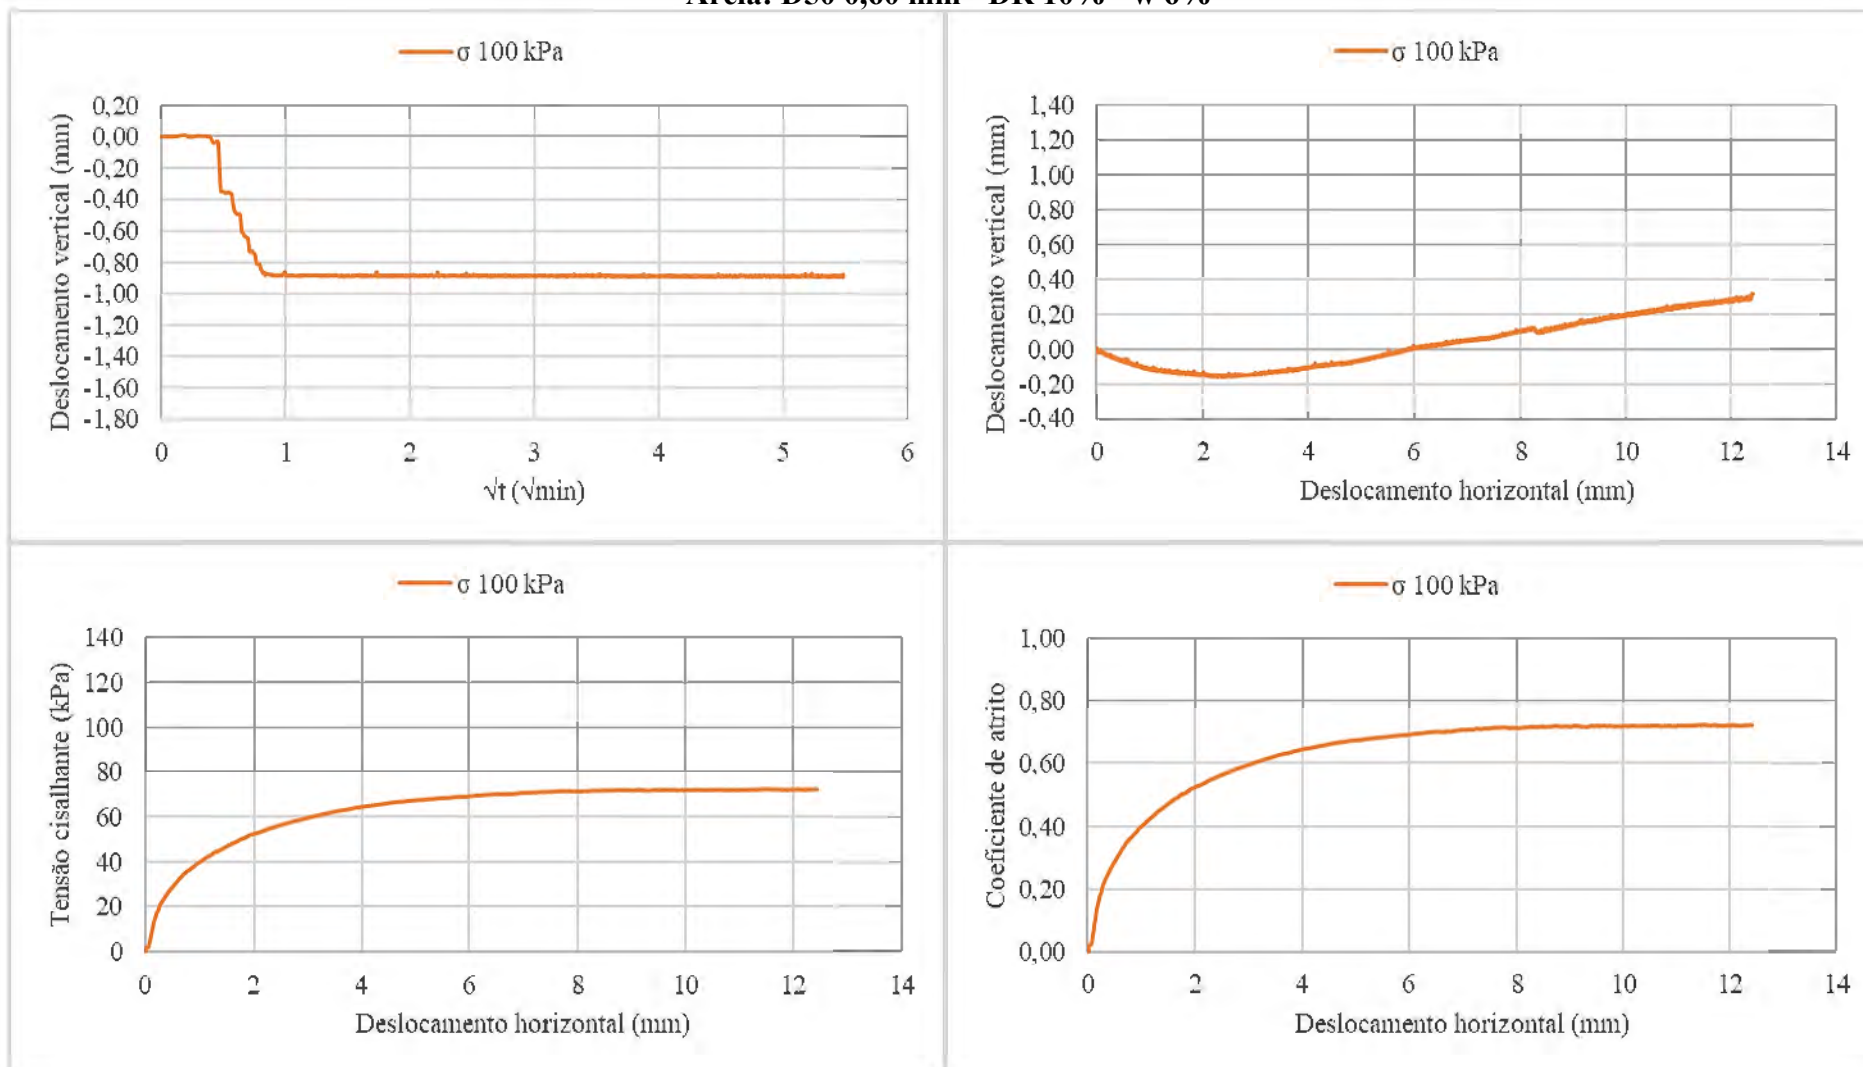 σ 100 kPa
0,20
0,00
-0,20
-0,40
-0,60
-0,80
-1,00
-1,20
-1,40
-1,60
-1,80
Deslocamento vertical (mm)
0 1 2 3 4 5 6
√t (√min)
σ 100 kPa
1,40
1,20
1,00
0,80
0,60
0,40
0,20
0,00
-0,20
-0,40
Deslocamento vertical (mm)
0 2 4 6 8 10 12 14
Deslocamento horizontal (mm)
σ 100 kPa
140
120
100
80
60
40
20
0
Tensão cisalhante (kPa)
0 2 4 6 8 10 12 14
Deslocamento horizontal (mm)
σ 100 kPa
1,00
0,80
0,60
0,40
0,20
0,00
Coeficiente de atrito
0 2 4 6 8 10 12 14
Deslocamento horizontal (mm)